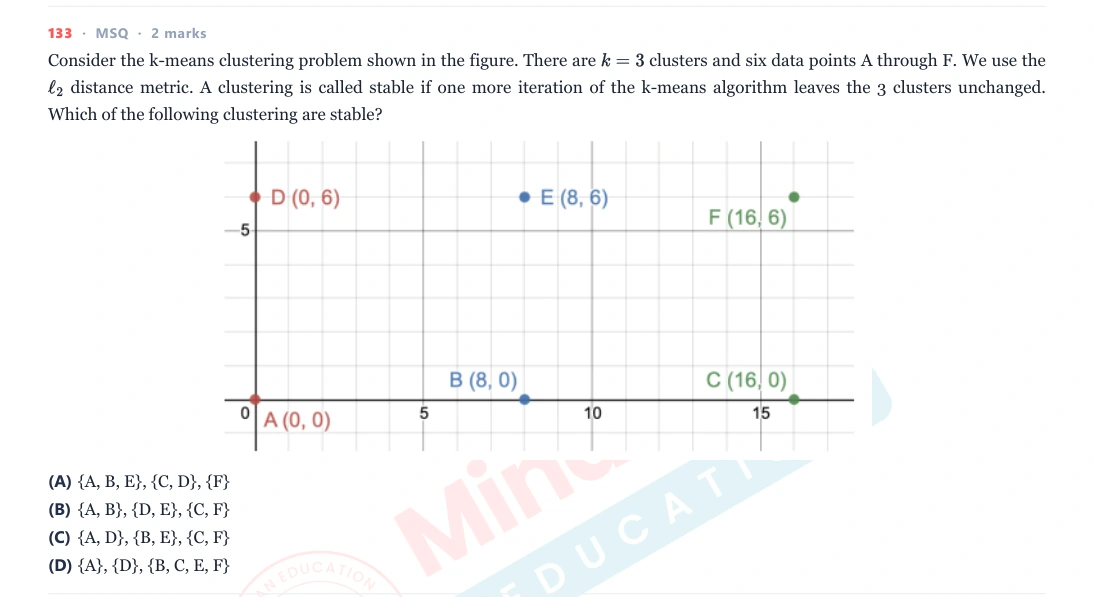 133 · MSQ · 2 marks
Consider the k-means clustering problem shown in the figure. There are k = 3 clusters and six data points A through F. We use the
ℓ₂ distance metric. A clustering is called stable if one more iteration of the k-means algorithm leaves the 3 clusters unchanged.
Which of the following clustering are stable?
D (0, 6) E (8, 6)
F (16, 6)
5
B (8, 0) C (16, 0)
0 5 10 15
A (0, 0)
(A) {A, B, E}, {C, D}, {F}
(B) {A, B}, {D, E}, {C, F}
(C) {A, D}, {B, E}, {C, F}
(D) {A}, {D}, {B, C, E, F}
EDUCATION